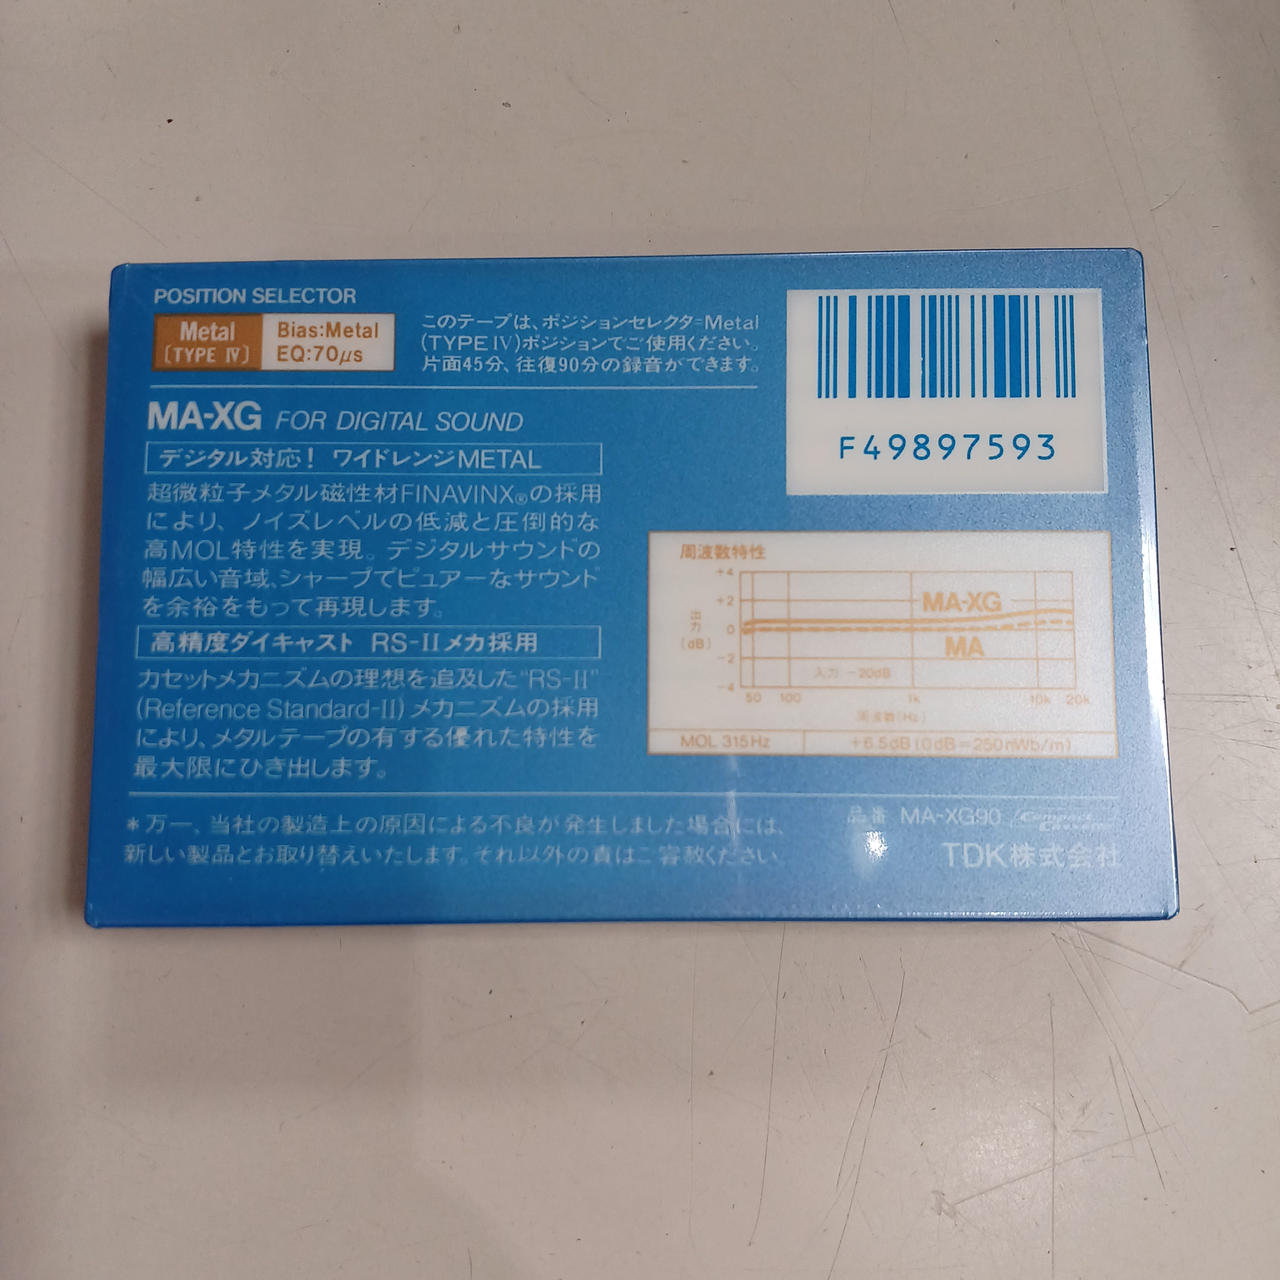 POSITION SELECTOR
Metal
〔TYPE Ⅳ〕
Bias:Metal
EQ:70μs
このテープは、ポジションセレクタ=Metal
(TYPE Ⅳ)ポジションでご使用ください。
片面45分、往復90分の録音ができます。
F49897593
MA-XG FOR DIGITAL SOUND
デジタル対応! ワイドレンジMETAL
超微粒子メタル磁性材FINAVINX®の採用
により、ノイズレベルの低減と圧倒的な
高MOL特性を実現。デジタルサウンドの
幅広い音域、シャープでピュアーなサウンド
を余裕をもって再現します。
高精度ダイキャスト RS-Ⅱメカ採用
カセットメカニズムの理想を追及した“RS-Ⅱ”
(Reference Standard-Ⅱ)メカニズムの採用
により、メタルテープの有する優れた特性を
最大限にひき出します。
周波数特性
出力(dB)
+4
+2
0
−2
−4
MA-XG
MA
入力 −20dB
50 100 1k 10k 20k
周波数(Hz)
MOL 315Hz +6.5dB(0dB=250nWb/m)
*万一、当社の製造上の原因による不良が発生しました場合には、
新しい製品とお取り替えいたします。それ以外の責はご容赦ください。
品番 MA-XG90 Compact Cassette
TDK株式会社